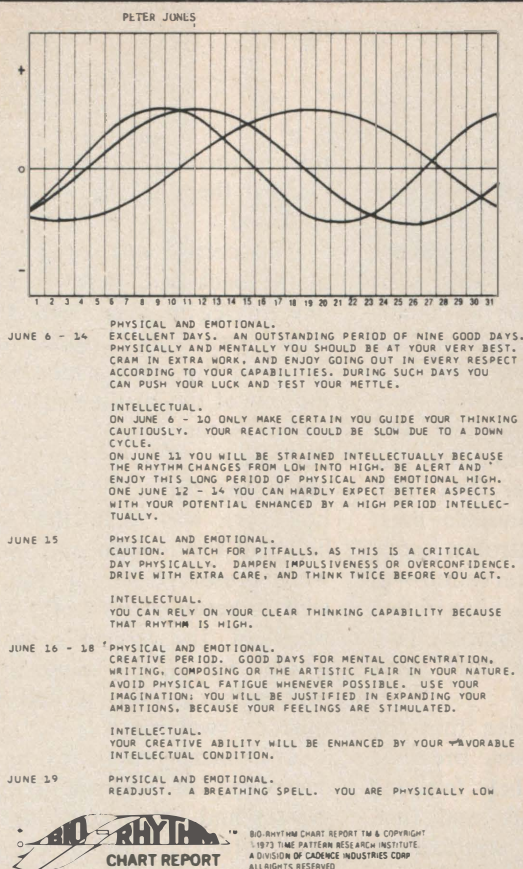 PETER JONES
+
0
-
1 2 3 4 5 6 7 8 9 10 11 12 13 14 15 16 17 18 19 20 21 22 23 24 25 26 27 28 29 30 31
PHYSICAL AND EMOTIONAL.
JUNE 6 - 14 EXCELLENT DAYS. AN OUTSTANDING PERIOD OF NINE GOOD DAYS.
PHYSICALLY AND MENTALLY YOU SHOULD BE AT YOUR VERY BEST.
CRAM IN EXTRA WORK, AND ENJOY GOING OUT IN EVERY RESPECT
ACCORDING TO YOUR CAPABILITIES. DURING SUCH DAYS YOU
CAN PUSH YOUR LUCK AND TEST YOUR METTLE.
INTELLECTUAL.
ON JUNE 6 - 10 ONLY MAKE CERTAIN YOU GUIDE YOUR THINKING
CAUTIOUSLY. YOUR REACTION COULD BE SLOW DUE TO A DOWN
CYCLE.
ON JUNE 11 YOU WILL BE STRAINED INTELLECTUALLY BECAUSE
THE RHYTHM CHANGES FROM LOW INTO HIGH. BE ALERT AND
ENJOY THIS LONG PERIOD OF PHYSICAL AND EMOTIONAL HIGH.
ONE JUNE 12 - 14 YOU CAN HARDLY EXPECT BETTER ASPECTS
WITH YOUR POTENTIAL ENHANCED BY A HIGH PERIOD INTELLEC-
TUALLY.
JUNE 15 PHYSICAL AND EMOTIONAL.
CAUTION. WATCH FOR PITFALLS, AS THIS IS A CRITICAL
DAY PHYSICALLY. DAMPEN IMPULSIVENESS OR OVERCONFIDENCE.
DRIVE WITH EXTRA CARE, AND THINK TWICE BEFORE YOU ACT.
INTELLECTUAL.
YOU CAN RELY ON YOUR CLEAR THINKING CAPABILITY BECAUSE
THAT RHYTHM IS HIGH.
JUNE 16 - 18 PHYSICAL AND EMOTIONAL.
CREATIVE PERIOD. GOOD DAYS FOR MENTAL CONCENTRATION,
WRITING, COMPOSING OR THE ARTISTIC FLAIR IN YOUR NATURE.
AVOID PHYSICAL FATIGUE WHENEVER POSSIBLE. USE YOUR
IMAGINATION; YOU WILL BE JUSTIFIED IN EXPANDING YOUR
AMBITIONS, BECAUSE YOUR FEELINGS ARE STIMULATED.
INTELLECTUAL.
YOUR CREATIVE ABILITY WILL BE ENHANCED BY YOUR FAVORABLE
INTELLECTUAL CONDITION.
JUNE 19 PHYSICAL AND EMOTIONAL.
READJUST. A BREATHING SPELL. YOU ARE PHYSICALLY LOW
BIO-RHYTHM
CHART REPORT
BIO-RHYTHM CHART REPORT TM & COPYRIGHT
©1973 TIME PATTERN RESEARCH INSTITUTE.
A DIVISION OF CADENCE INDUSTRIES CORP
ALL RIGHTS RESERVED